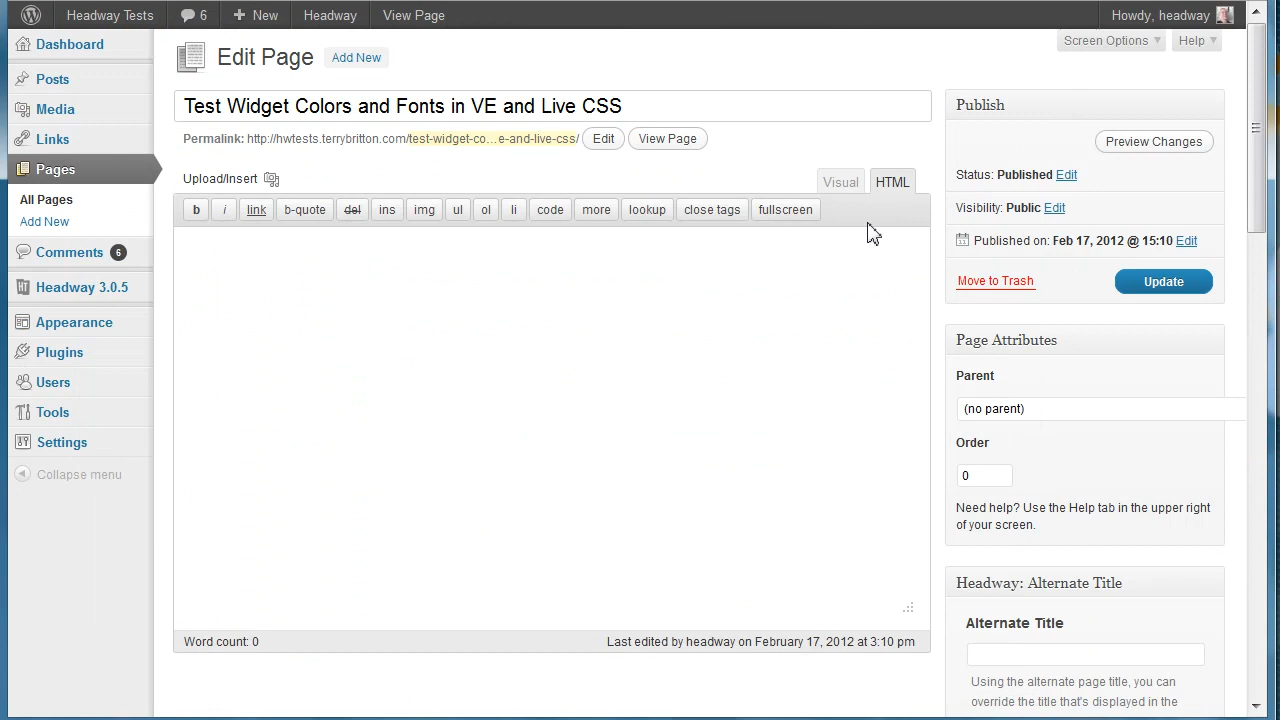 Headway Tests 6 New Headway View Page Howdy, headway
Screen Options Help
Dashboard
Posts
Media
Links
Pages
All Pages
Add New
Comments 6
Headway 3.0.5
Appearance
Plugins
Users
Tools
Settings
Collapse menu
Edit Page Add New
Test Widget Colors and Fonts in VE and Live CSS
Permalink: http://hwtests.terrybritton.com/test-widget-co…e-and-live-css/ Edit View Page
Upload/Insert Visual HTML
b i link b-quote del ins img ul ol li code more lookup close tags fullscreen
Word count: 0 Last edited by headway on February 17, 2012 at 3:10 pm
Publish
Preview Changes
Status: Published Edit
Visibility: Public Edit
Published on: Feb 17, 2012 @ 15:10 Edit
Move to Trash Update
Page Attributes
Parent
(no parent)
Order
0
Need help? Use the Help tab in the upper right
of your screen.
Headway: Alternate Title
Alternate Title
Using the alternate page title, you can
override the title that's displayed in the